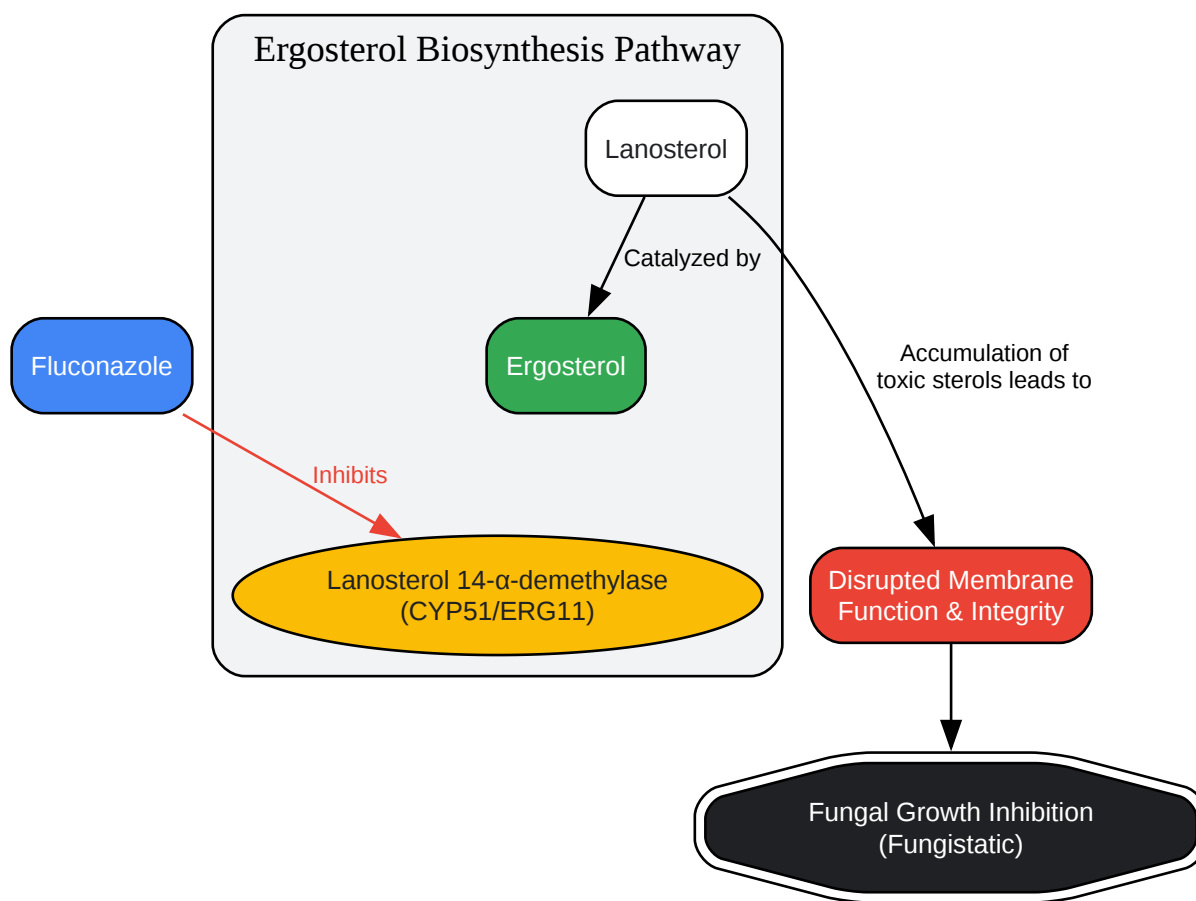 Ergosterol Biosynthesis Pathway
Lanosterol
Catalyzed by
Accumulation of
toxic sterols leads to
Fluconazole
Ergosterol
Inhibits
Lanosterol 14-α-demethylase
(CYP51/ERG11)
Disrupted Membrane
Function & Integrity
Fungal Growth Inhibition
(Fungistatic)